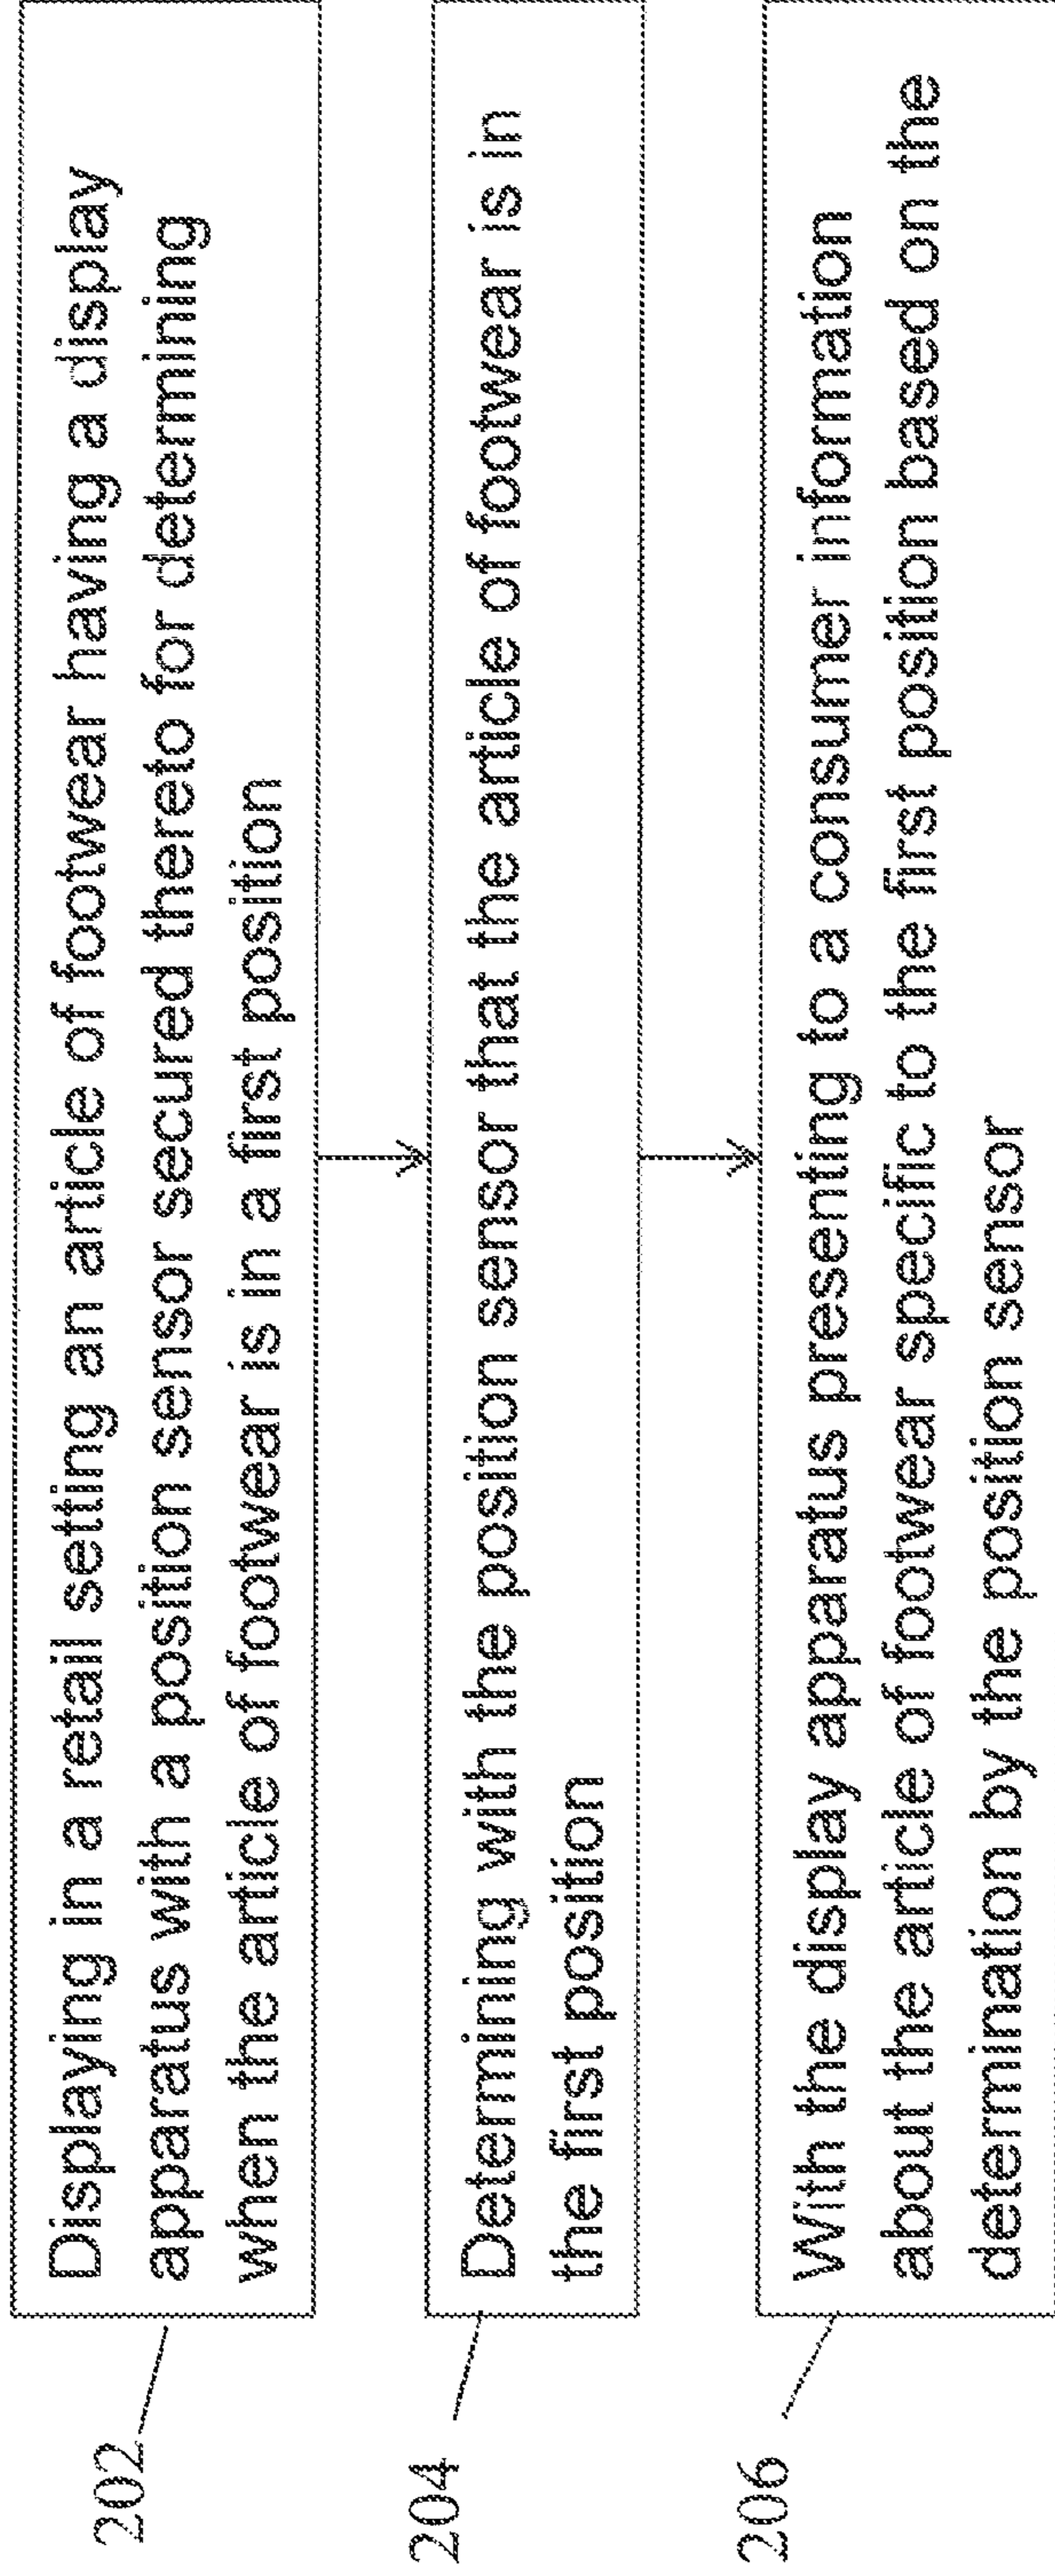 202
Displaying in a retail setting an article of footwear having a display
apparatus with a position sensor secured thereto for determining
when the article of footwear is in a first position
204
Determining with the position sensor that the article of footwear is in
the first position
206
With the display apparatus presenting to a consumer information
about the article of footwear specific to the first position based on the
determination by the position sensor